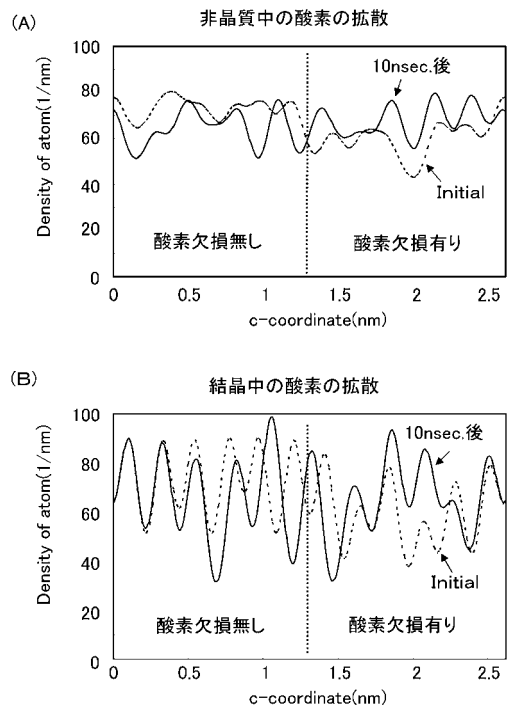 (A)
非晶質中の酸素の拡散
Density of atom(1/nm)
100
80
60
40
20
0
10nsec.後
Initial
酸素欠損無し
酸素欠損有り
0 0.5 1 1.5 2 2.5
c-coordinate(nm)
(B)
結晶中の酸素の拡散
Density of atom(1/nm)
100
80
60
40
20
0
10nsec.後
Initial
酸素欠損無し
酸素欠損有り
0 0.5 1 1.5 2 2.5
c-coordinate(nm)